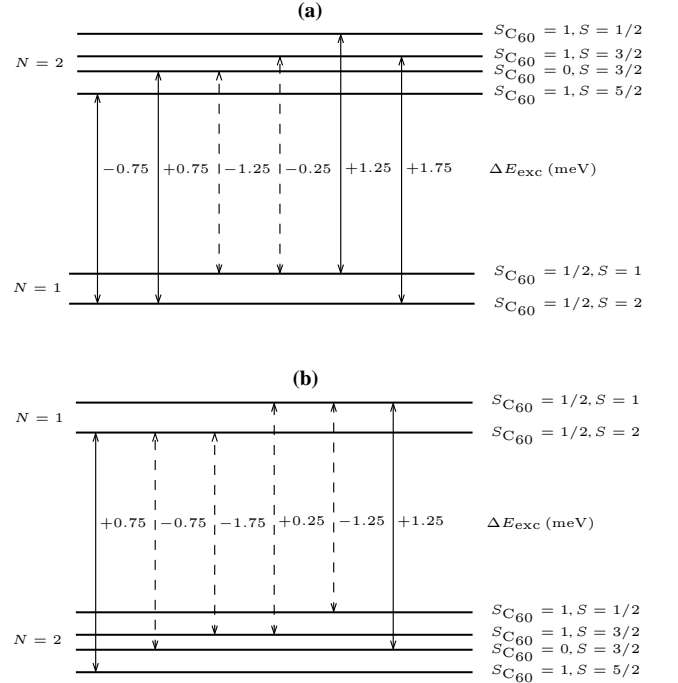 (a)
S_C60 = 1, S = 1/2
N = 2
S_C60 = 1, S = 3/2
S_C60 = 0, S = 3/2
S_C60 = 1, S = 5/2
−0.75 +0.75 −1.25 −0.25 +1.25 +1.75 ΔE_exc (meV)
S_C60 = 1/2, S = 1
N = 1
S_C60 = 1/2, S = 2
(b)
S_C60 = 1/2, S = 1
N = 1
S_C60 = 1/2, S = 2
+0.75 −0.75 −1.75 +0.25 −1.25 +1.25 ΔE_exc (meV)
S_C60 = 1, S = 1/2
N = 2
S_C60 = 1, S = 3/2
S_C60 = 0, S = 3/2
S_C60 = 1, S = 5/2